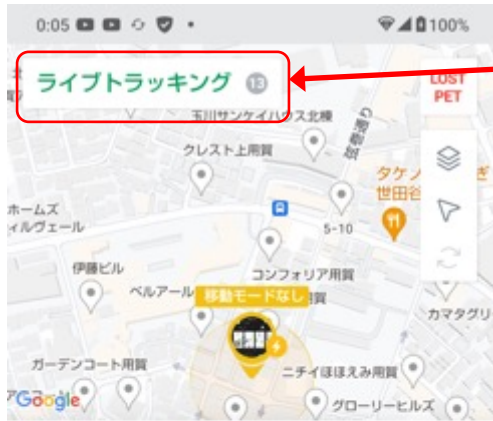 0:05
100%
ライブトラッキング 13
LOST
PET
玉川サンケイハウス北棟
弦巻通り
クレスト上用賀
タケノ
世田谷
ホームズ
ィルヴェール
5-10
伊藤ビル
コンフォリア用賀
ベルアール
移動モードなし
カマタグリ
ガーデンコート用賀
ニチイほほえみ用賀
Google
グローリーヒルズ